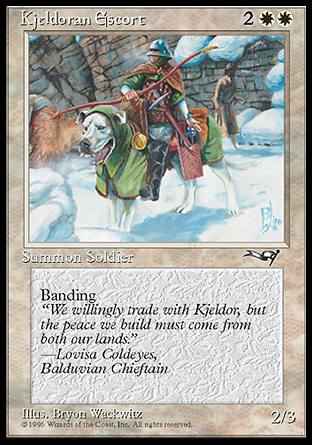 Kjeldoran Escort 2
Summon Soldier
Banding
"We willingly trade with Kjeldor, but
the peace we build must come from
both our lands."
—Lovisa Coldeyes,
Balduvian Chieftain
Illus. Bryon Wackwitz
©1996 Wizards of the Coast, Inc. All rights reserved.
2/3